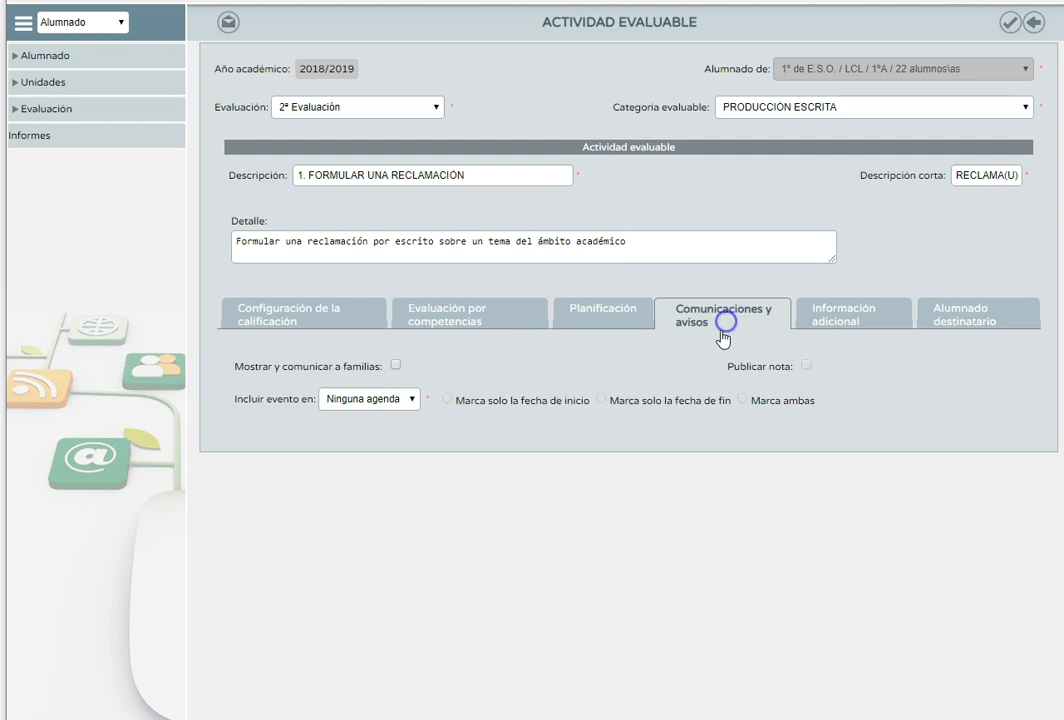 Alumnado
ACTIVIDAD EVALUABLE
Alumnado
Unidades
Evaluación
Informes
Año académico: 2018/2019
Alumnado de: 1º de E.S.O. / LCL / 1ºA / 22 alumnos\as *
Evaluación: 2ª Evaluación *
Categoría evaluable: PRODUCCIÓN ESCRITA *
Actividad evaluable
Descripción: 1. FORMULAR UNA RECLAMACIÓN *
Descripción corta: RECLAMA(U) *
Detalle:
Formular una reclamación por escrito sobre un tema del ámbito académico
Configuración de la
calificación
Evaluación por
competencias
Planificación
Comunicaciones y
avisos
Información
adicional
Alumnado
destinatario
Mostrar y comunicar a familias:
Publicar nota:
Incluir evento en: Ninguna agenda * Marca solo la fecha de inicio Marca solo la fecha de fin Marca ambas